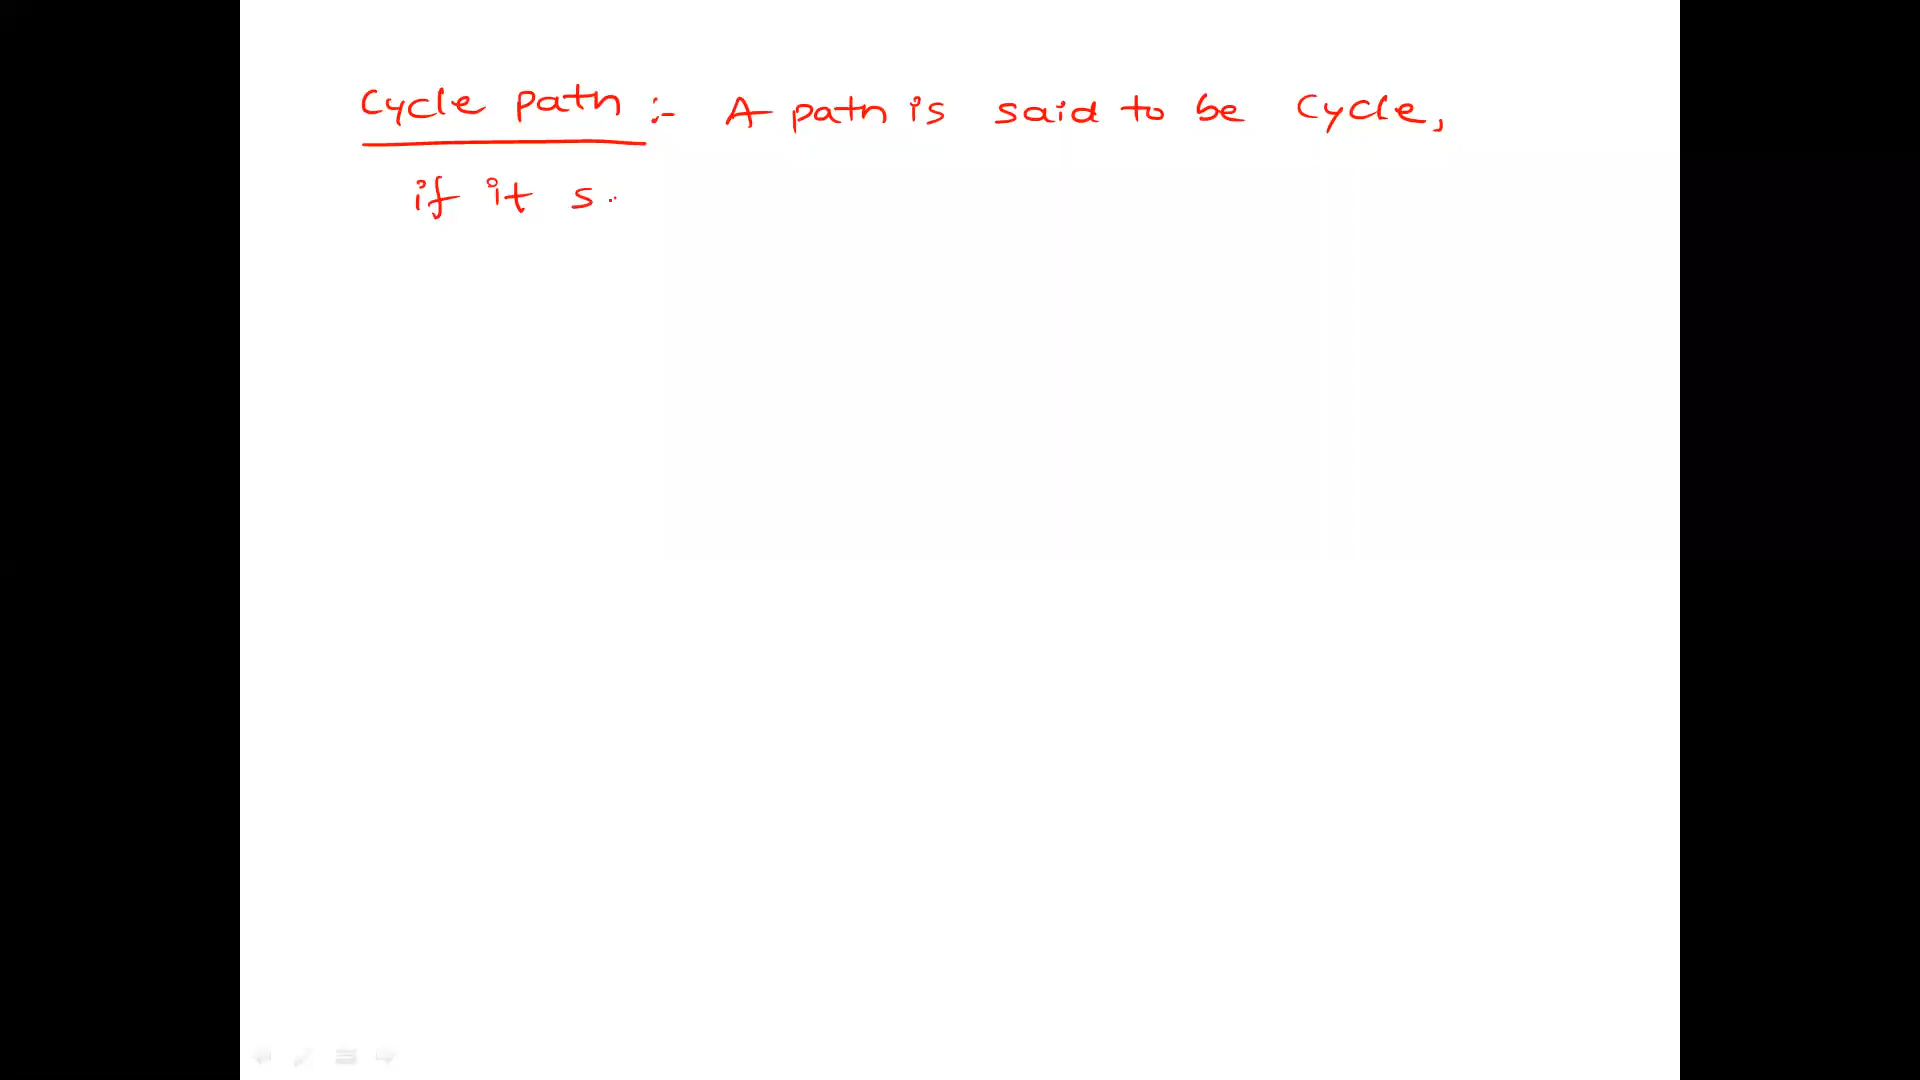 Cycle path :- A path is said to be Cycle,
if it s